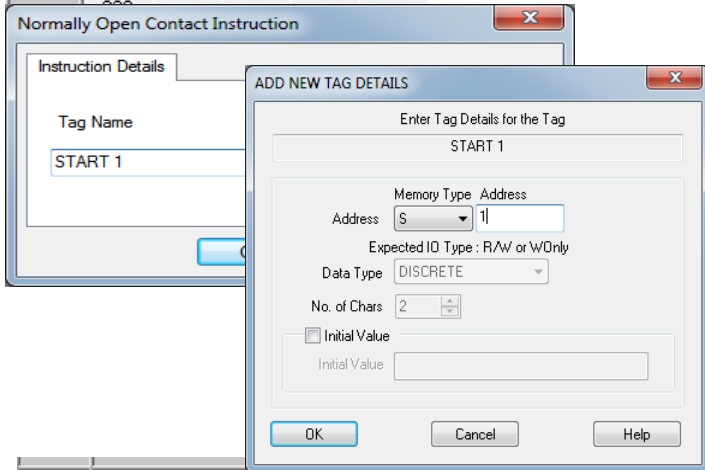 Normally Open Contact Instruction
Instruction Details
Tag Name
START 1
ADD NEW TAG DETAILS
Enter Tag Details for the Tag
START 1
Memory Type Address
Address S 1
Expected IO Type : R/W or WOnly
Data Type DISCRETE
No. of Chars 2
Initial Value
Initial Value
OK Cancel Help